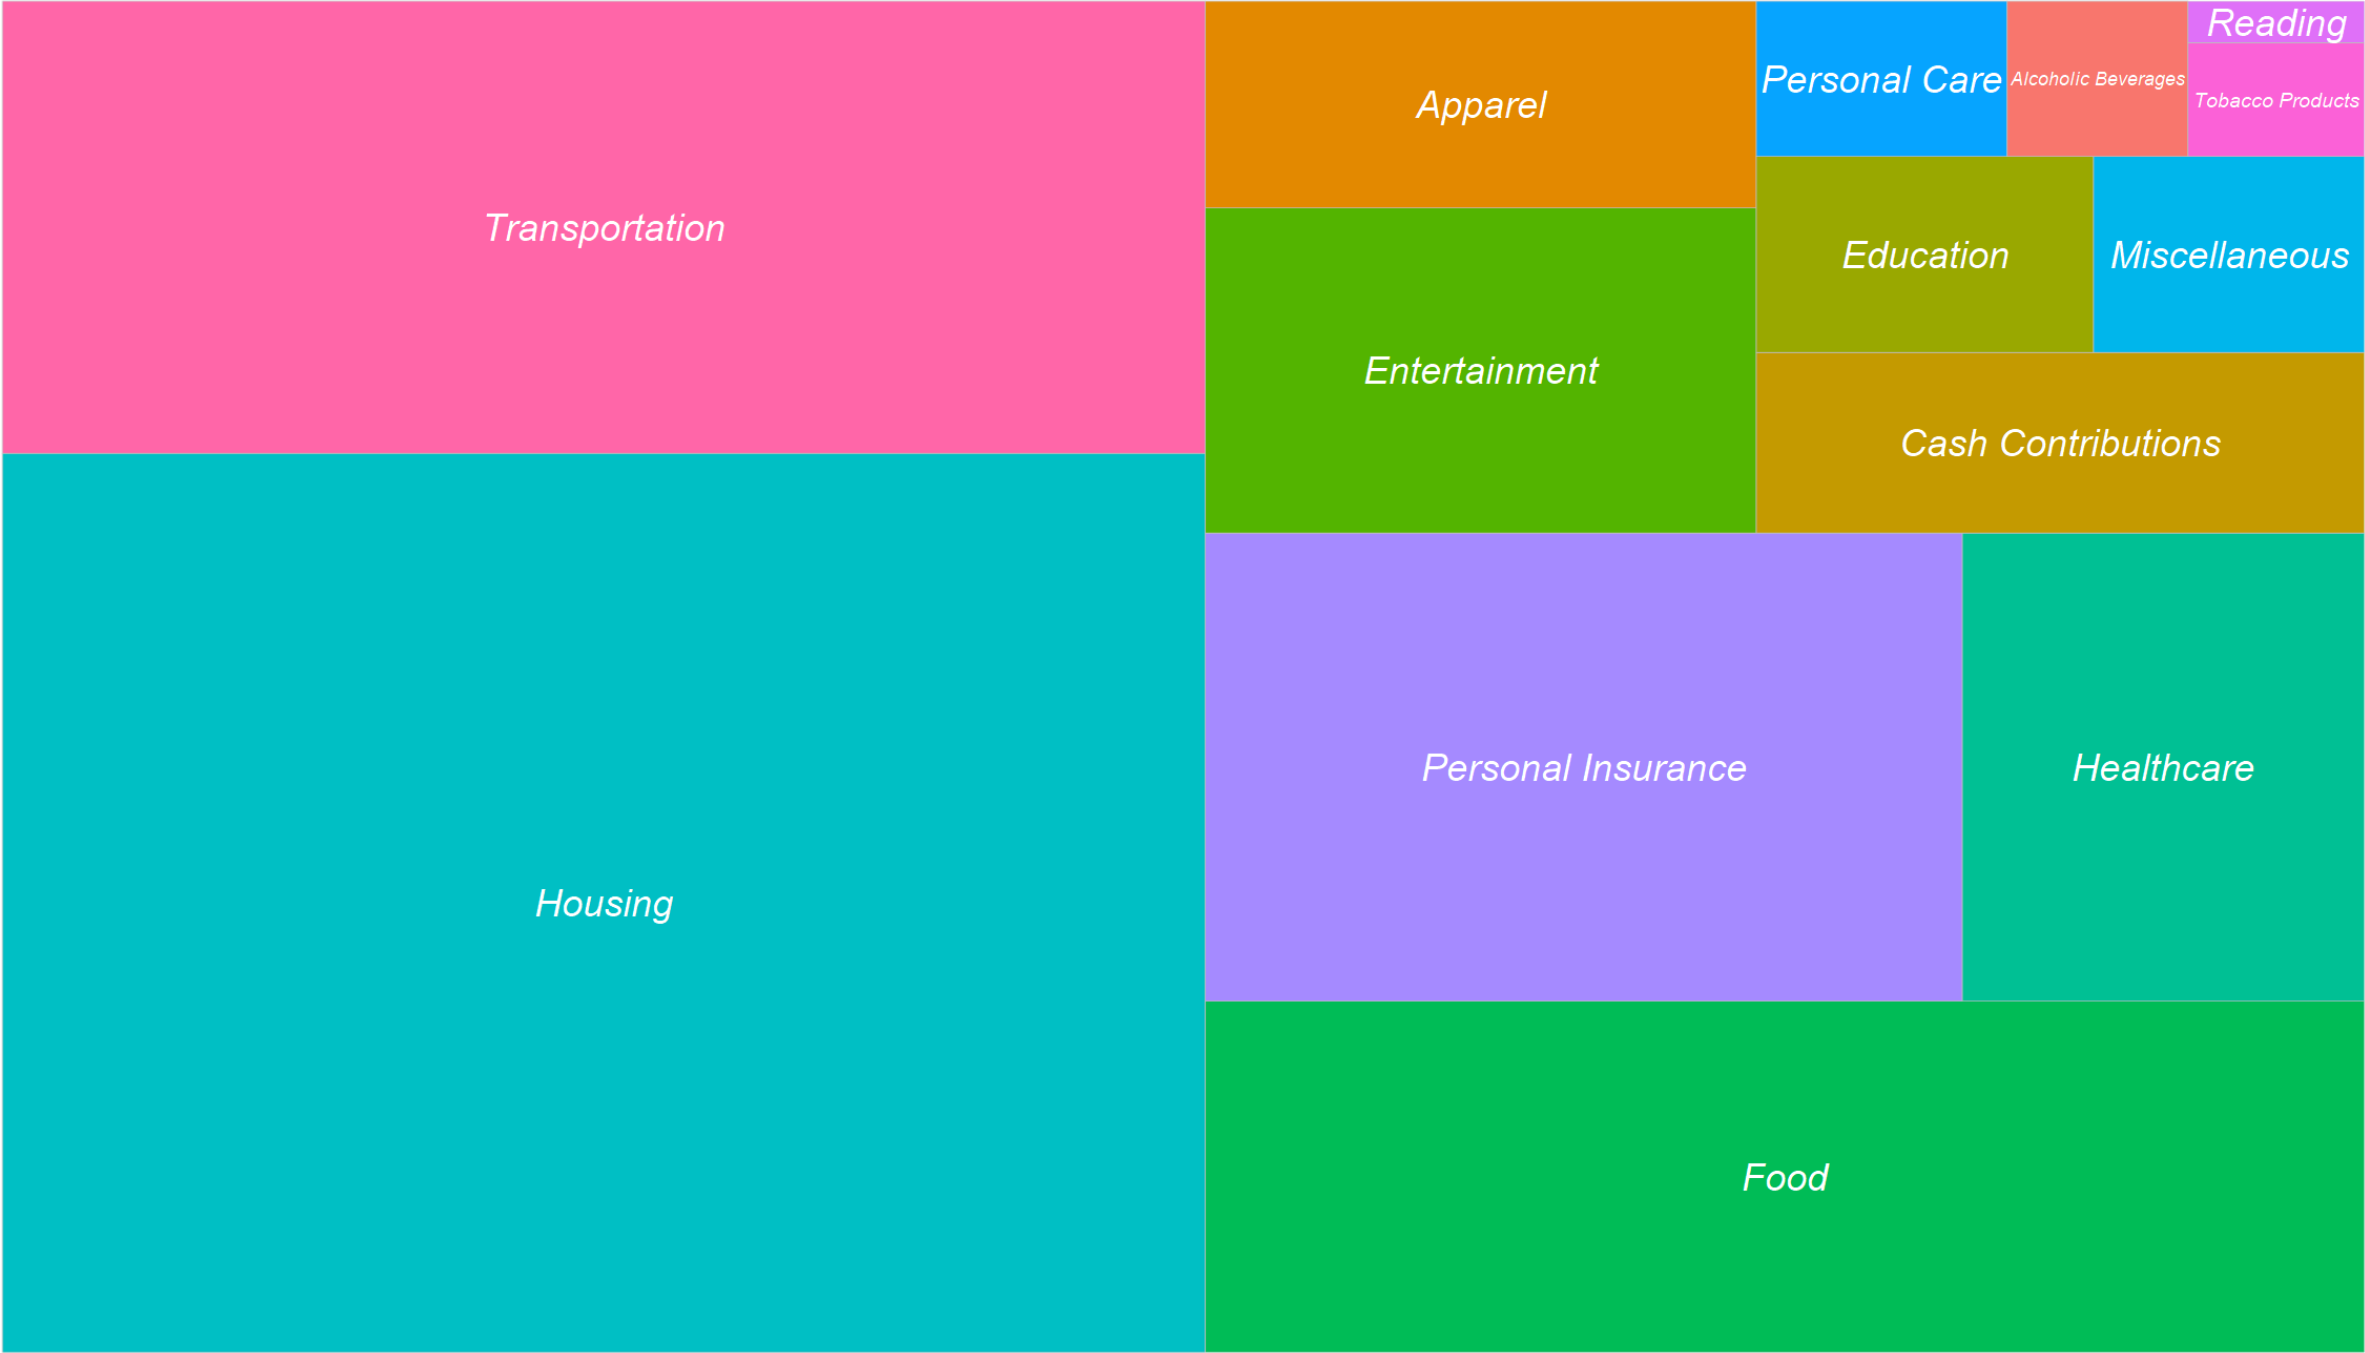 Transportation
Housing
Apparel
Entertainment
Personal Care
Alcoholic Beverages
Reading
Tobacco Products
Education
Miscellaneous
Cash Contributions
Personal Insurance
Healthcare
Food